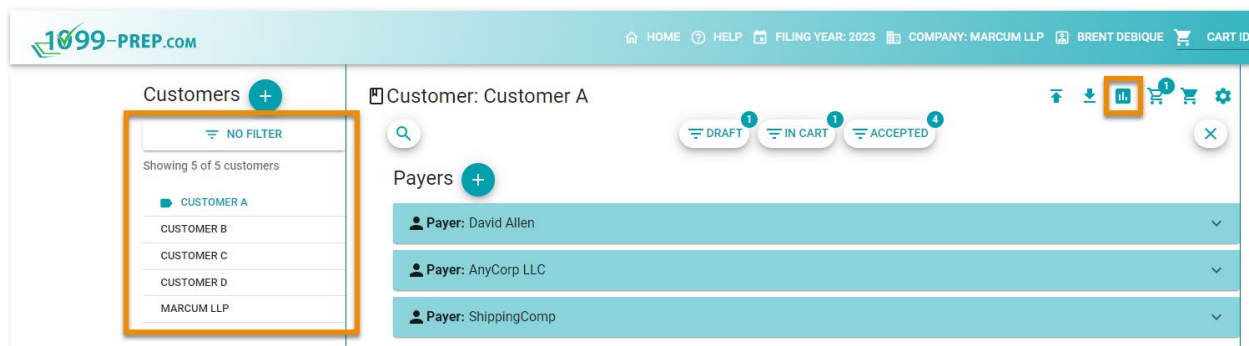 1099-PREP.COM
HOME HELP FILING YEAR: 2023 COMPANY: MARCUM LLP BRENT DEBIQUE CART ID
Customers +
NO FILTER
Showing 5 of 5 customers
CUSTOMER A
CUSTOMER B
CUSTOMER C
CUSTOMER D
MARCUM LLP
Customer: Customer A
1
DRAFT 1 IN CART 1 ACCEPTED 4
Payers +
Payer: David Allen
Payer: AnyCorp LLC
Payer: ShippingComp